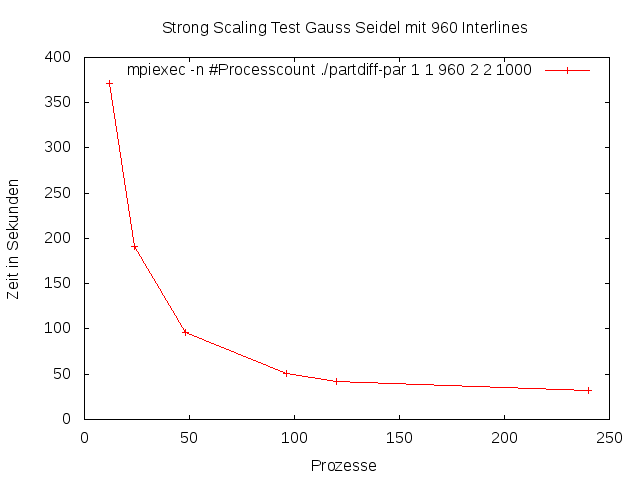 Strong Scaling Test Gauss Seidel mit 960 Interlines
mpiexec -n #Processcount ./partdiff-par 1 1 960 2 2 1000
400
350
300
250
200
150
100
50
0
Zeit in Sekunden
0 50 100 150 200 250
Prozesse